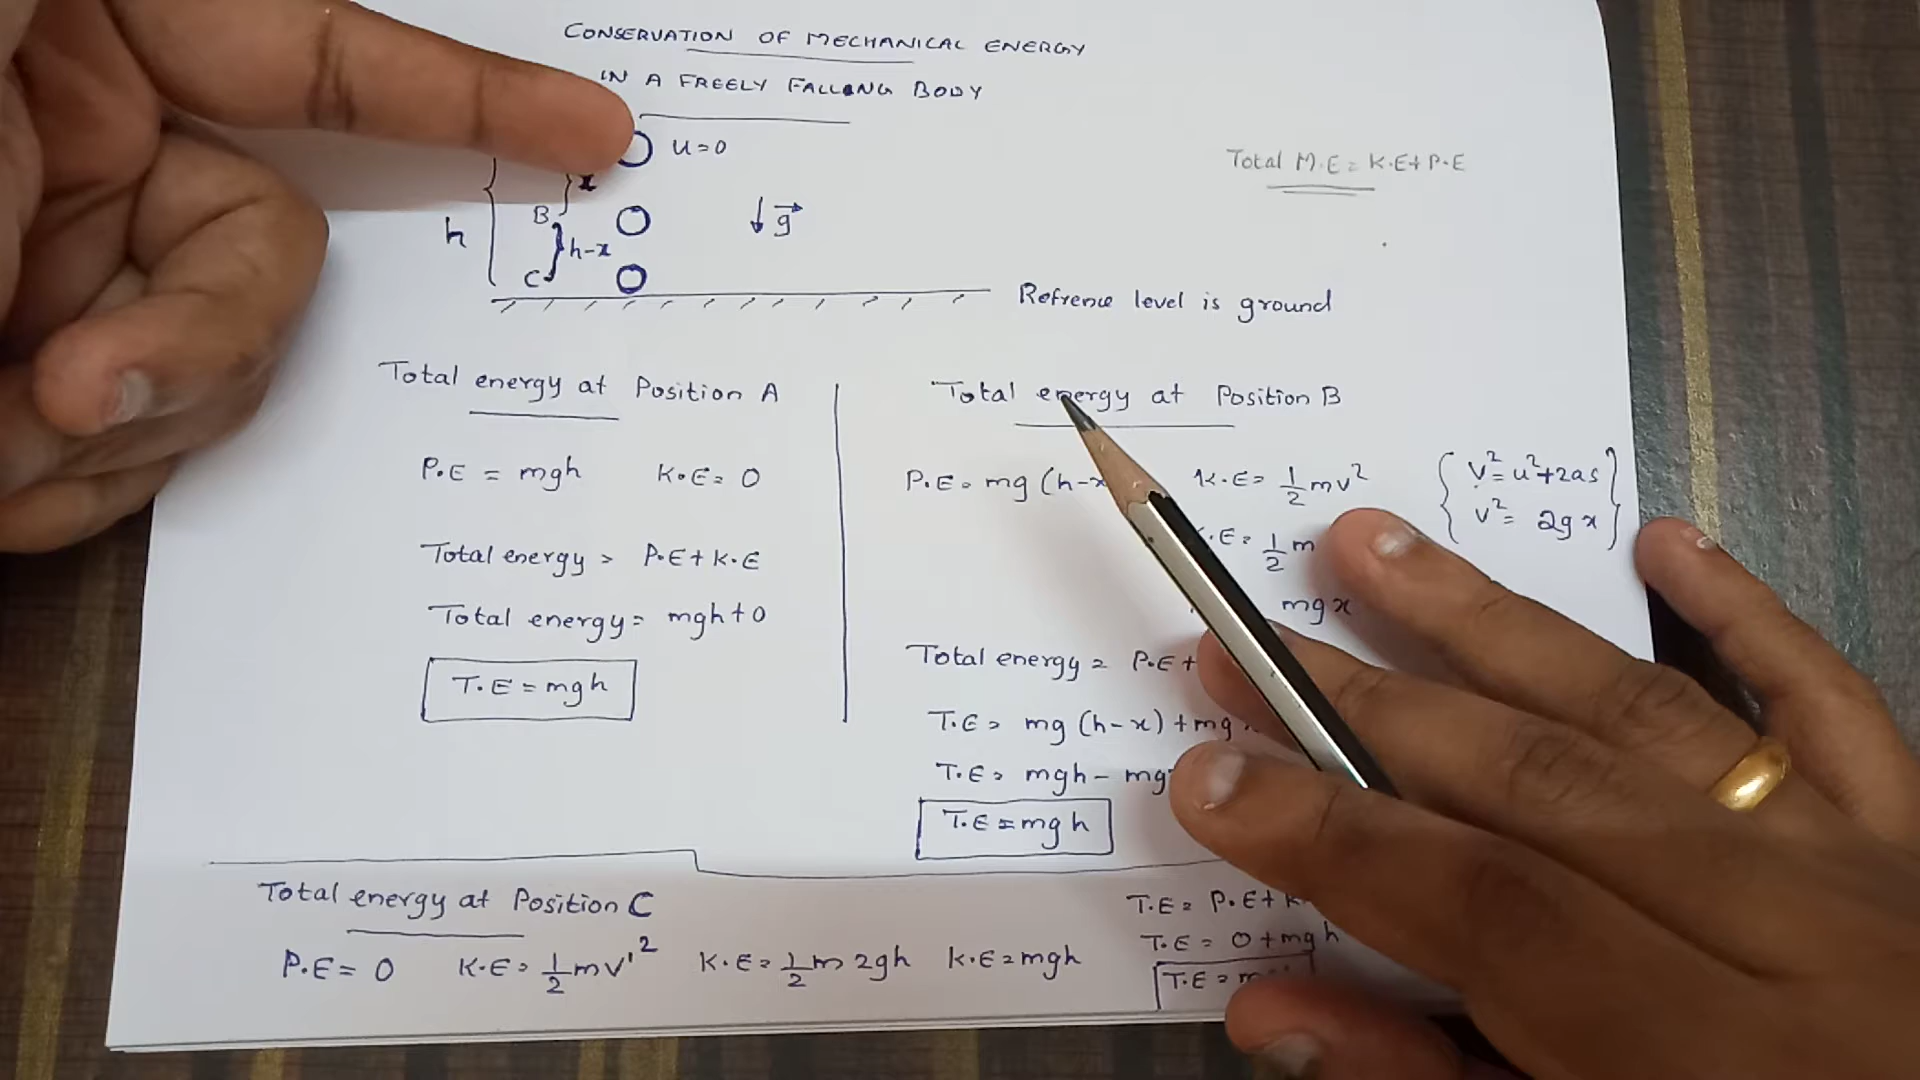 CONSERVATION OF MECHANICAL ENERGY
IN A FREELY FALLING BODY
u=0
Total M.E = K.E + P.E
x
B
h
h-x
g
C
Refrence level is ground
Total energy at Position A
P.E = mgh K.E = 0
Total energy = P.E + K.E
Total energy = mgh + 0
T.E = mgh
Total energy at Position B
P.E = mg (h-x K.E = 1/2 mv²
v² = u² + 2as
v² = 2gx
.E = 1/2 m
mgx
Total energy = P.E +
T.E = mg (h-x) + mg
T.E = mgh - mg
T.E = mgh
Total energy at Position C
P.E = 0 K.E = 1/2 mv'² K.E = 1/2 m 2gh K.E = mgh
T.E = P.E + K
T.E = 0 + mgh
T.E = m